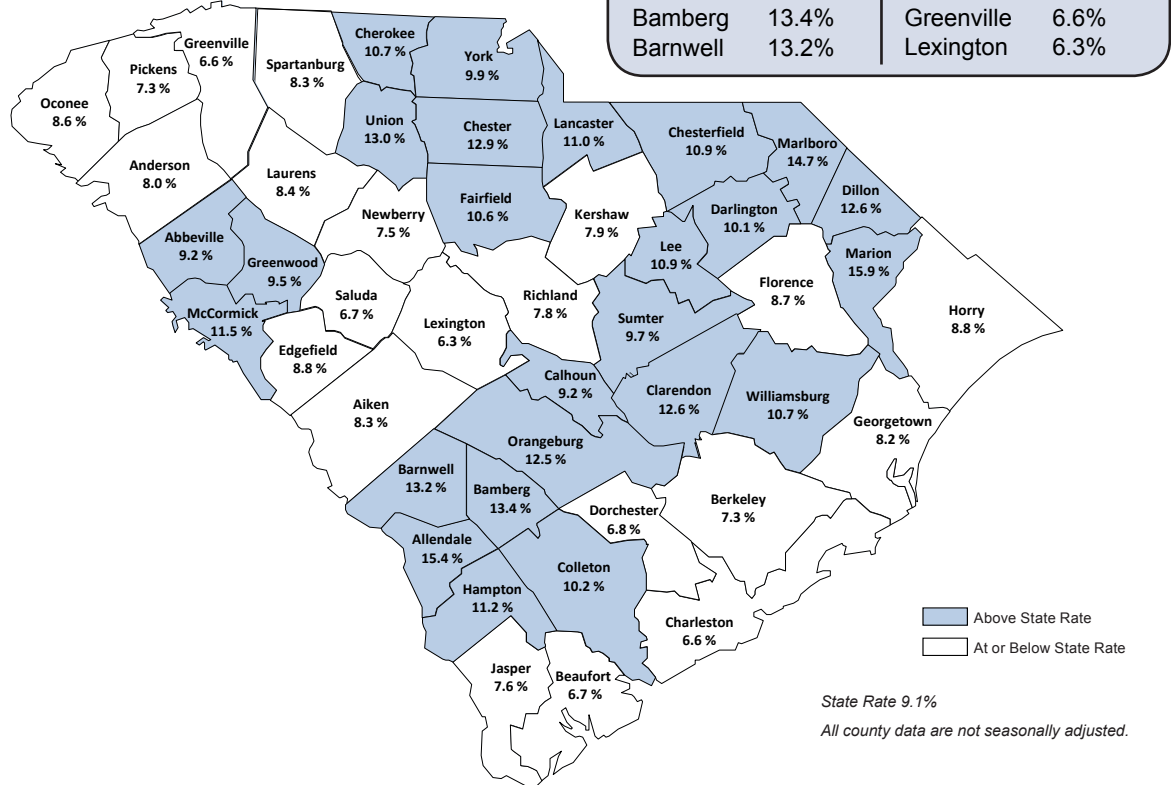 Bamberg 13.4% Greenville 6.6%
Barnwell 13.2% Lexington 6.3%
Cherokee
10.7 %
York
9.9 %
Greenville
6.6 %
Spartanburg
8.3 %
Pickens
7.3 %
Oconee
8.6 %
Union
13.0 %
Chester
12.9 %
Lancaster
11.0 %
Chesterfield
10.9 %
Marlboro
14.7 %
Anderson
8.0 %
Laurens
8.4 %
Dillon
12.6 %
Newberry
7.5 %
Fairfield
10.6 %
Kershaw
7.9 %
Darlington
10.1 %
Abbeville
9.2 %
Greenwood
9.5 %
Lee
10.9 %
Marion
15.9 %
Saluda
6.7 %
Richland
7.8 %
Florence
8.7 %
McCormick
11.5 %
Lexington
6.3 %
Sumter
9.7 %
Horry
8.8 %
Edgefield
8.8 %
Calhoun
9.2 %
Clarendon
12.6 %
Williamsburg
10.7 %
Aiken
8.3 %
Georgetown
8.2 %
Orangeburg
12.5 %
Barnwell
13.2 %
Bamberg
13.4 %
Dorchester
6.8 %
Berkeley
7.3 %
Allendale
15.4 %
Colleton
10.2 %
Hampton
11.2 %
Charleston
6.6 %
Jasper
7.6 %
Beaufort
6.7 %
Above State Rate
At or Below State Rate
State Rate 9.1%
All county data are not seasonally adjusted.